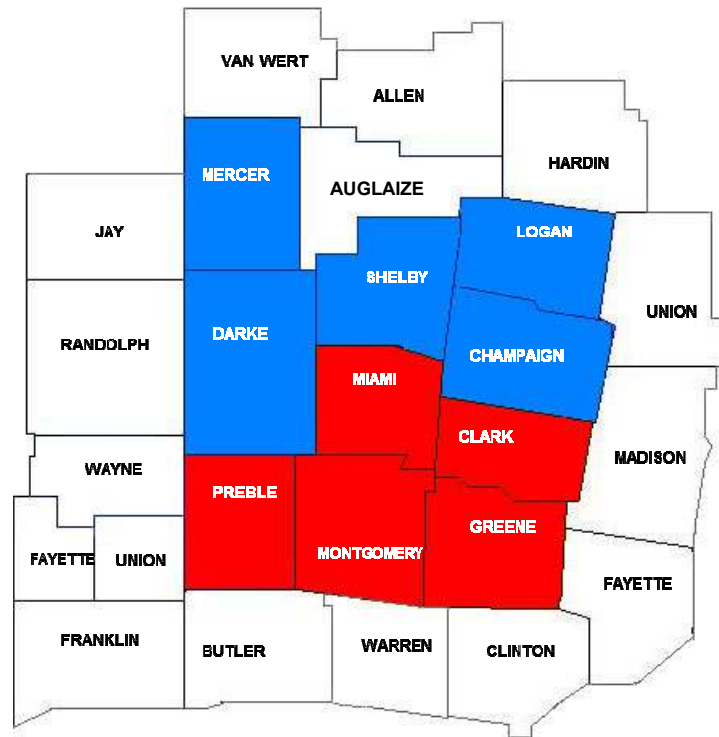 VAN WERT
ALLEN
HARDIN
MERCER
AUGLAIZE
JAY
LOGAN
SHELBY
UNION
DARKE
RANDOLPH
CHAMPAIGN
MIAMI
CLARK
MADISON
WAYNE
PREBLE
GREENE
MONTGOMERY
FAYETTE
UNION
FAYETTE
FRANKLIN
BUTLER
WARREN
CLINTON